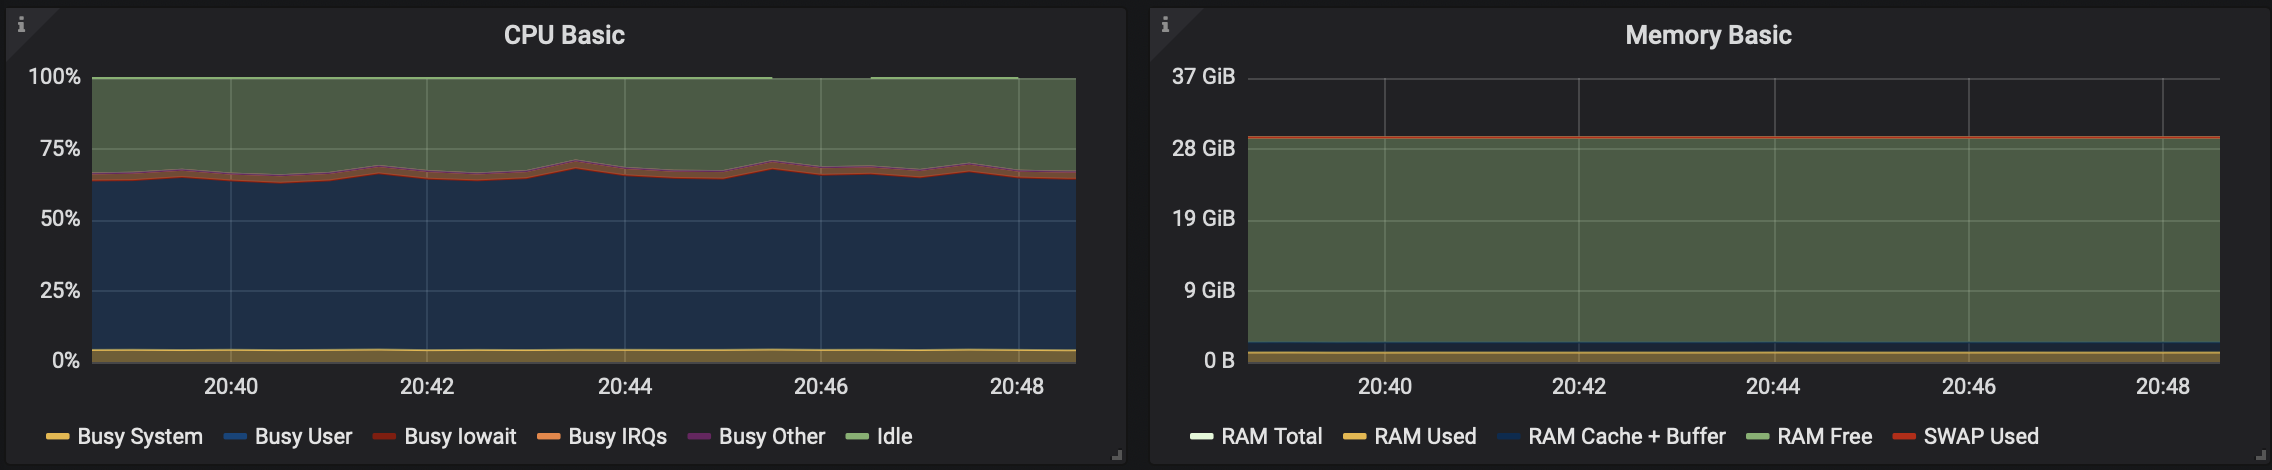 CPU Basic
100%
75%
50%
25%
0%
20:40 20:42 20:44 20:46 20:48
Busy System Busy User Busy Iowait Busy IRQs Busy Other Idle
Memory Basic
37 GiB
28 GiB
19 GiB
9 GiB
0 B
20:40 20:42 20:44 20:46 20:48
RAM Total RAM Used RAM Cache + Buffer RAM Free SWAP Used